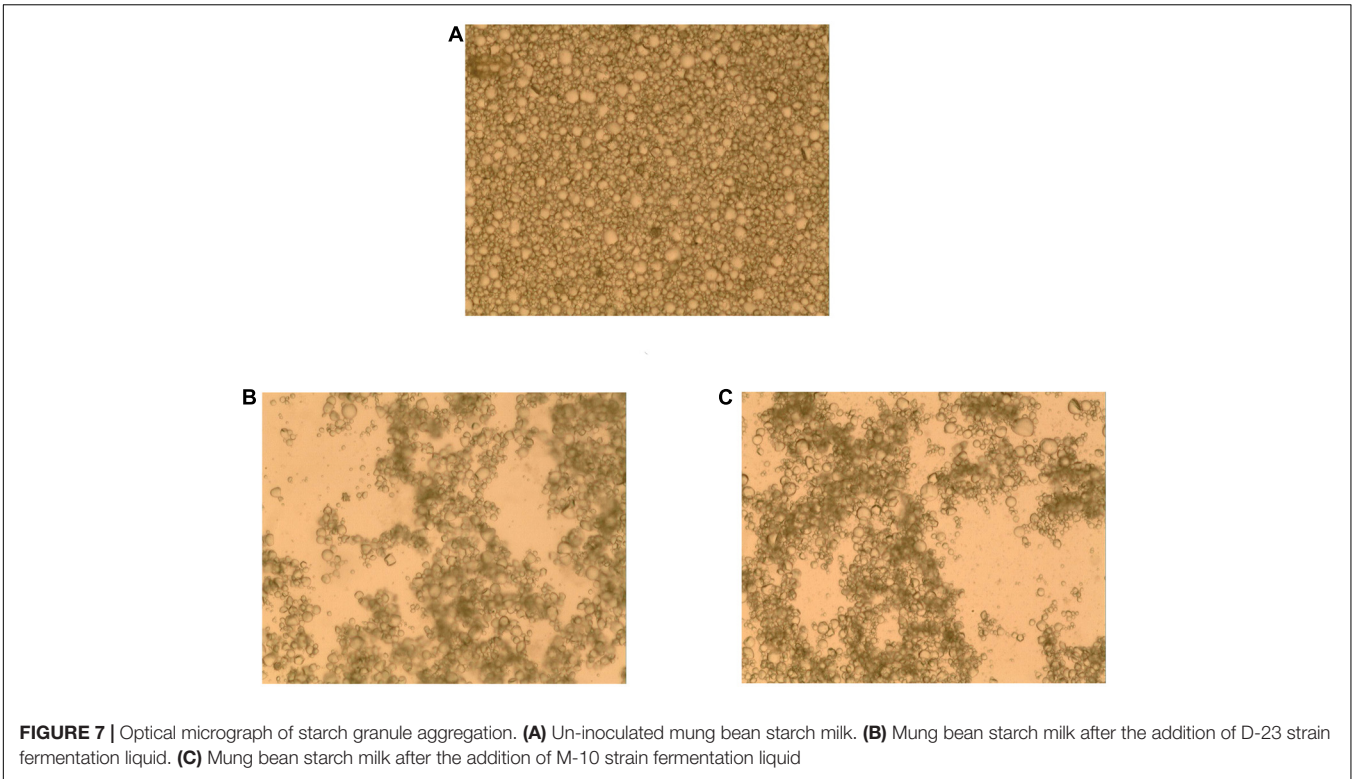 A
B
C
FIGURE 7 | Optical micrograph of starch granule aggregation. (A) Un-inoculated mung bean starch milk. (B) Mung bean starch milk after the addition of D-23 strain
fermentation liquid. (C) Mung bean starch milk after the addition of M-10 strain fermentation liquid